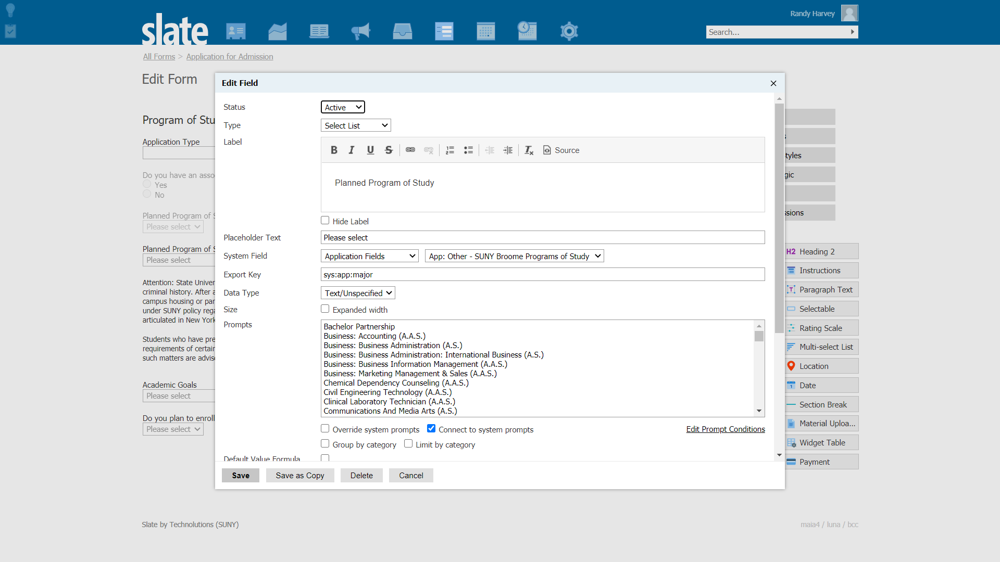 slate
Randy Harvey
Search...
All Forms > Application for Admission
Edit Form
Program of Stu
Application Type
Do you have an asso
Yes
No
Planned Program of S
Please select
Planned Program of S
Please select
Attention: State Univer
criminal history. After a
campus housing or par
under SUNY policy rega
articulated in New York
Students who have pre
requirements of certain
such matters are advise
Academic Goals
Please select
Do you plan to enroll
Please select
Edit Field
Status
Active
Type
Select List
Label
B I U S Source
Planned Program of Study
Hide Label
Placeholder Text
Please select
System Field
Application Fields
App: Other - SUNY Broome Programs of Study
Export Key
sys:app:major
Data Type
Text/Unspecified
Size
Expanded width
Prompts
Bachelor Partnership
Business: Accounting (A.A.S.)
Business: Business Administration (A.S.)
Business: Business Administration: International Business (A.S.)
Business: Business Information Management (A.A.S.)
Business: Marketing Management & Sales (A.A.S.)
Chemical Dependency Counseling (A.A.S.)
Civil Engineering Technology (A.A.S.)
Clinical Laboratory Technician (A.A.S.)
Communications And Media Arts (A.S.)
Override system prompts
Connect to system prompts
Edit Prompt Conditions
Group by category
Limit by category
Default Value Formula
Save
Save as Copy
Delete
Cancel
tyles
gic
ssions
H2 Heading 2
Instructions
Paragraph Text
Selectable
Rating Scale
Multi-select List
Location
Date
Section Break
Material Uploa...
Widget Table
Payment
Slate by Technolutions (SUNY)
maia4 / luna / bcc